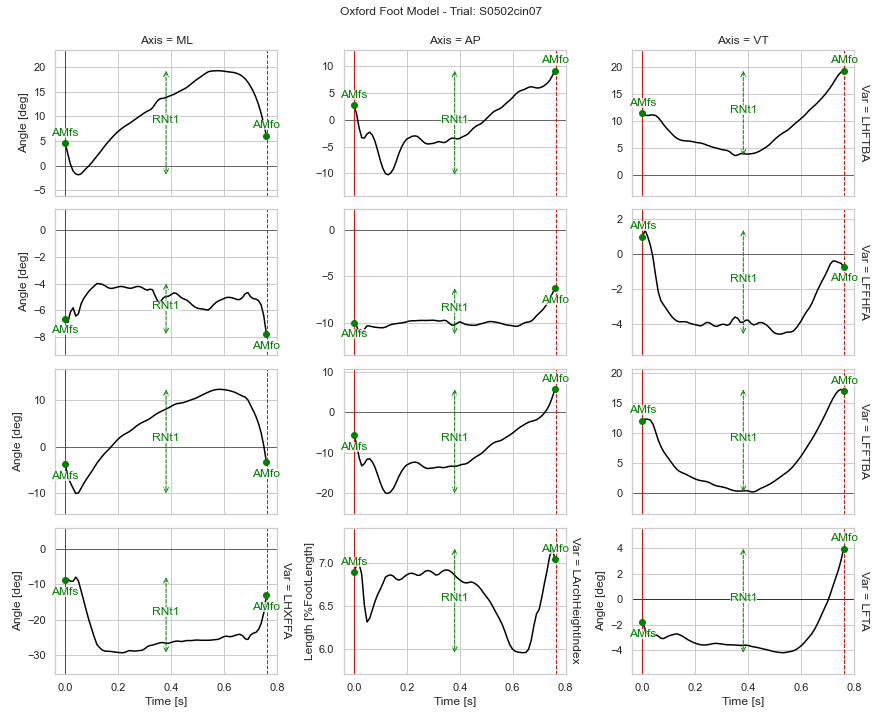 Oxford Foot Model - Trial: S0502cin07
Axis = ML
Axis = AP
Axis = VT
Angle [deg]
20
15
10
5
0
−5
AMfs
RNt1
AMfo
10
5
0
−5
−10
AMfs
RNt1
AMfo
20
15
10
5
0
AMfs
RNt1
AMfo
Var = LHFTBA
Angle [deg]
0
−2
−4
−6
−8
AMfs
RNt1
AMfo
0
−5
−10
AMfs
RNt1
AMfo
2
0
−2
−4
AMfs
RNt1
AMfo
Var = LFFHFA
Angle [deg]
10
0
−10
AMfs
RNt1
AMfo
10
0
−10
−20
AMfs
RNt1
AMfo
20
15
10
5
0
AMfs
RNt1
AMfo
Var = LFFTBA
Angle [deg]
0
−10
−20
−30
AMfs
RNt1
AMfo
Var = LHXFFA
0.0
0.2
0.4
0.6
0.8
Time [s]
Length [%FootLength]
7.0
6.5
6.0
AMfs
RNt1
AMfo
Var = LArchHeightIndex
0.0
0.2
0.4
0.6
0.8
Time [s]
Angle [deg]
4
2
0
−2
−4
AMfs
RNt1
AMfo
Var = LFTA
0.0
0.2
0.4
0.6
0.8
Time [s]